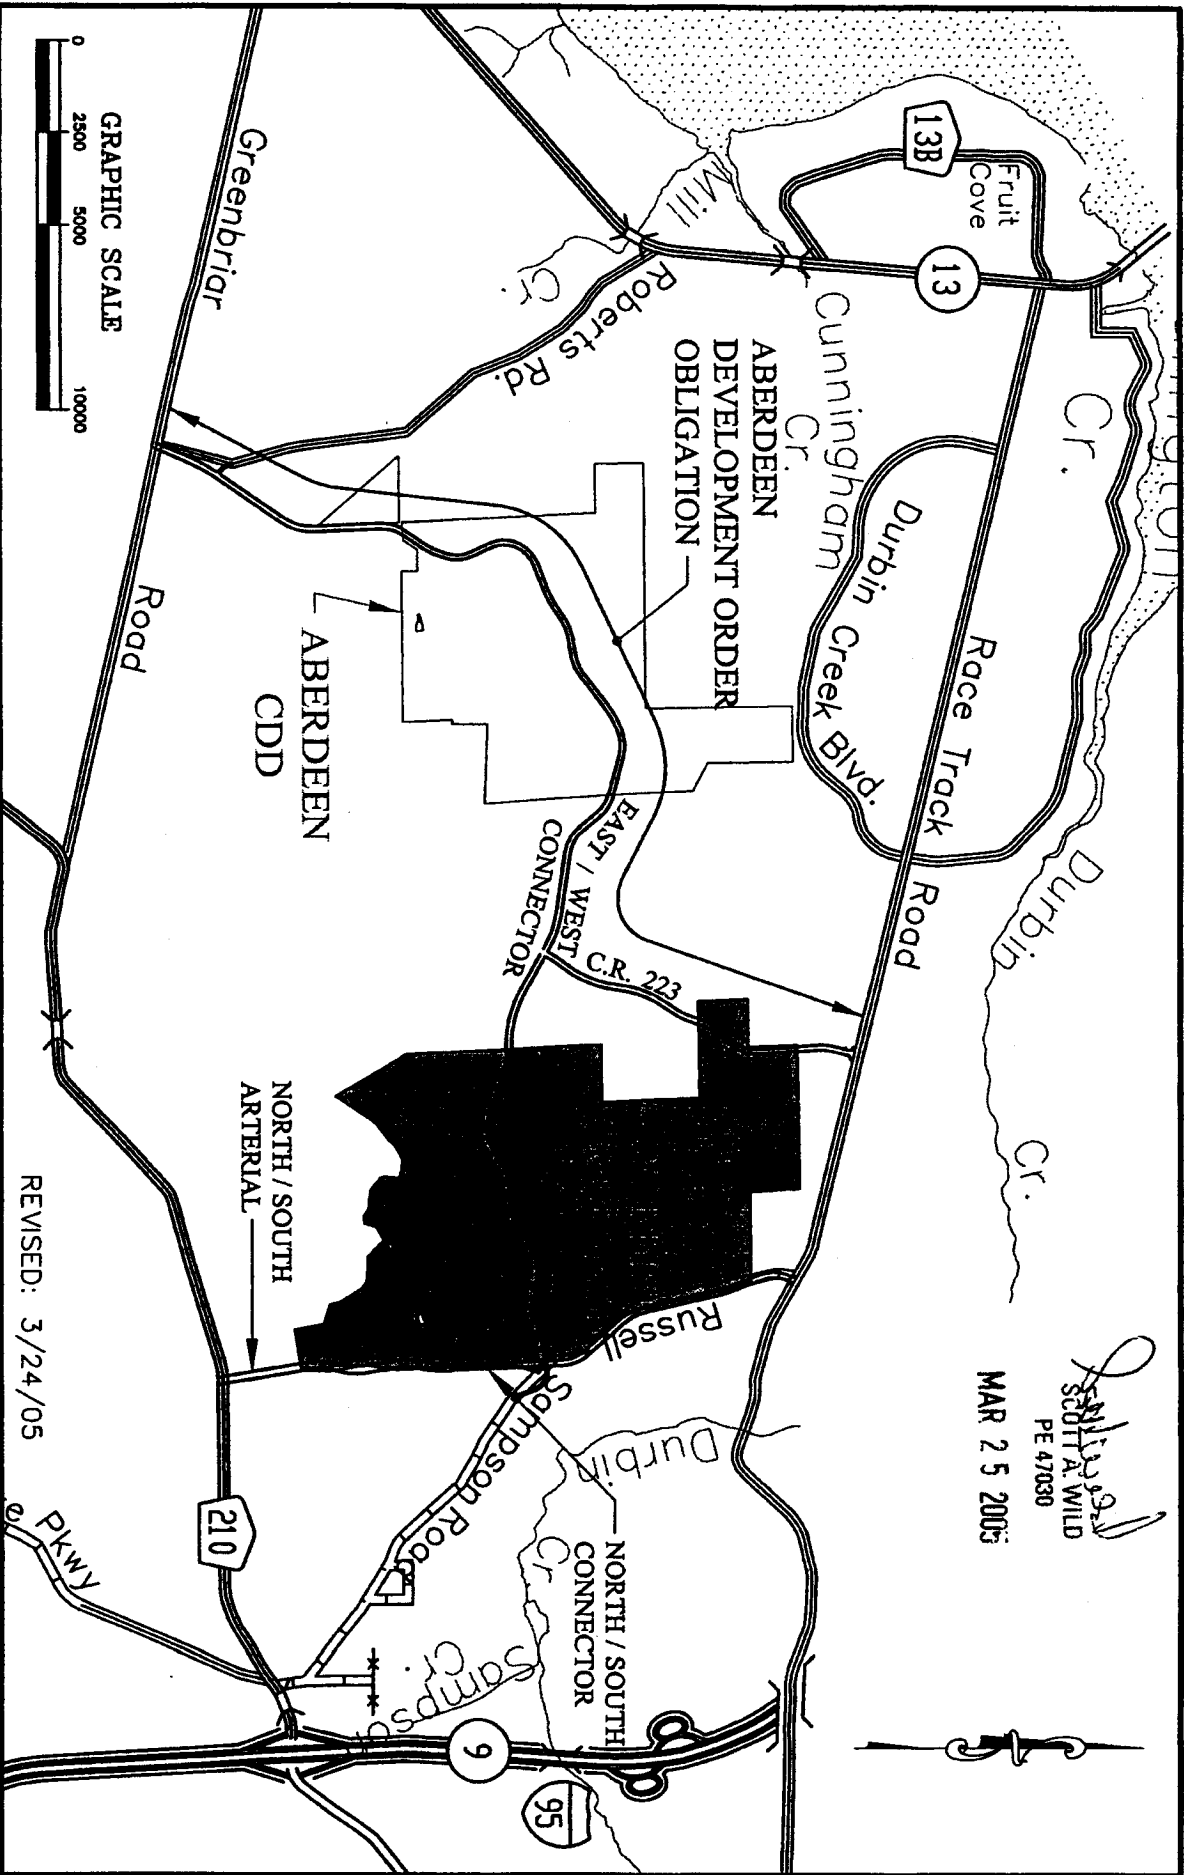 13B
Fruit
Cove
13
Mill
Cr.
Cunningham
Cr.
Cr.
Durbin
Cr.
Durbin
Creek
Blvd.
Race Track
Road
Roberts Rd.
Greenbriar
Road
ABERDEEN
DEVELOPMENT ORDER
OBLIGATION
ABERDEEN
CDD
EAST / WEST
CONNECTOR
C.R. 223
Russell
Sampson Road
Durbin
Cr.
Sampson
Cr.
NORTH / SOUTH
CONNECTOR
NORTH / SOUTH
ARTERIAL
210
Pkwy
9
95
SCOTT A. WILD
PE 47030
MAR 25 2005
GRAPHIC SCALE
0 2500 5000 10000
REVISED: 3/24/05